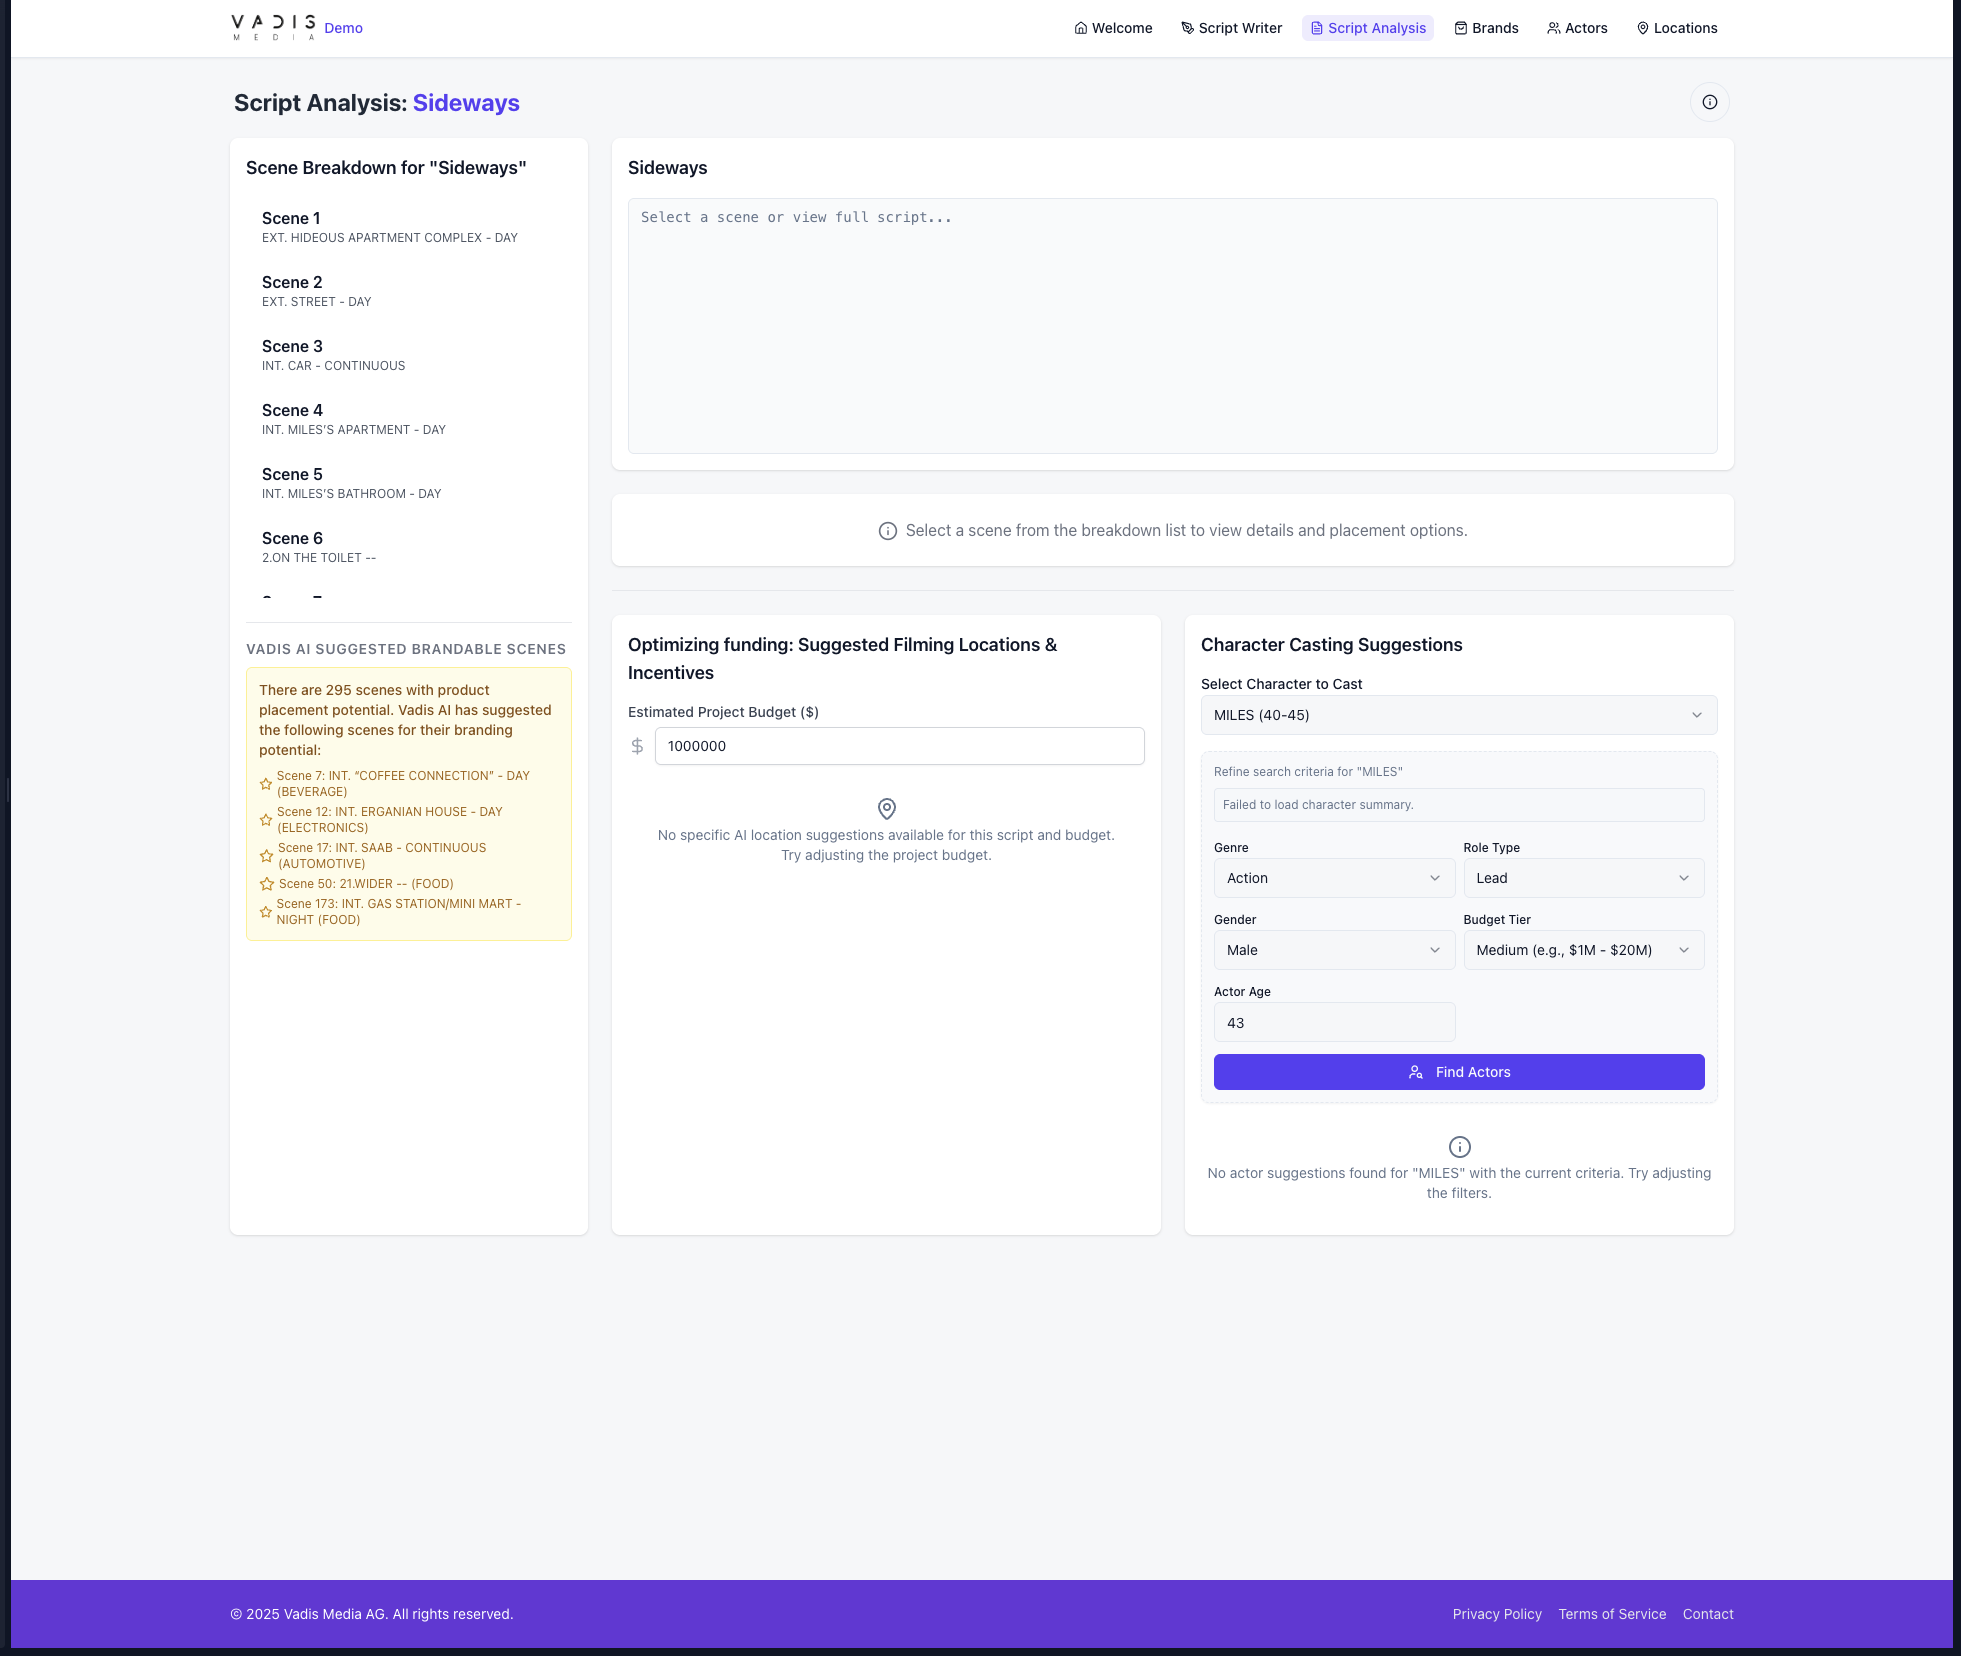 VADIS
MEDIA
Demo
Welcome
Script Writer
Script Analysis
Brands
Actors
Locations
Script Analysis: Sideways
Scene Breakdown for "Sideways"
Scene 1
EXT. HIDEOUS APARTMENT COMPLEX - DAY
Scene 2
EXT. STREET - DAY
Scene 3
INT. CAR - CONTINUOUS
Scene 4
INT. MILES’S APARTMENT - DAY
Scene 5
INT. MILES’S BATHROOM - DAY
Scene 6
2.ON THE TOILET --
VADIS AI SUGGESTED BRANDABLE SCENES
There are 295 scenes with product
placement potential. Vadis AI has suggested
the following scenes for their branding
potential:
Scene 7: INT. “COFFEE CONNECTION” - DAY
(BEVERAGE)
Scene 12: INT. ERGANIAN HOUSE - DAY
(ELECTRONICS)
Scene 17: INT. SAAB - CONTINUOUS
(AUTOMOTIVE)
Scene 50: 21.WIDER -- (FOOD)
Scene 173: INT. GAS STATION/MINI MART -
NIGHT (FOOD)
Sideways
Select a scene or view full script...
Select a scene from the breakdown list to view details and placement options.
Optimizing funding: Suggested Filming Locations &
Incentives
Estimated Project Budget ($)
$ 1000000
No specific AI location suggestions available for this script and budget.
Try adjusting the project budget.
Character Casting Suggestions
Select Character to Cast
MILES (40-45)
Refine search criteria for "MILES"
Failed to load character summary.
Genre
Action
Role Type
Lead
Gender
Male
Budget Tier
Medium (e.g., $1M - $20M)
Actor Age
43
Find Actors
No actor suggestions found for "MILES" with the current criteria. Try adjusting
the filters.
© 2025 Vadis Media AG. All rights reserved.
Privacy Policy
Terms of Service
Contact